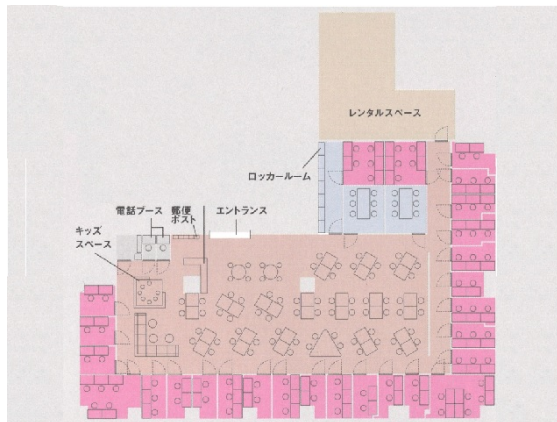 レンタルスペース
ロッカールーム
電話ブース
郵便
ポスト
エントランス
キッズ
スペース